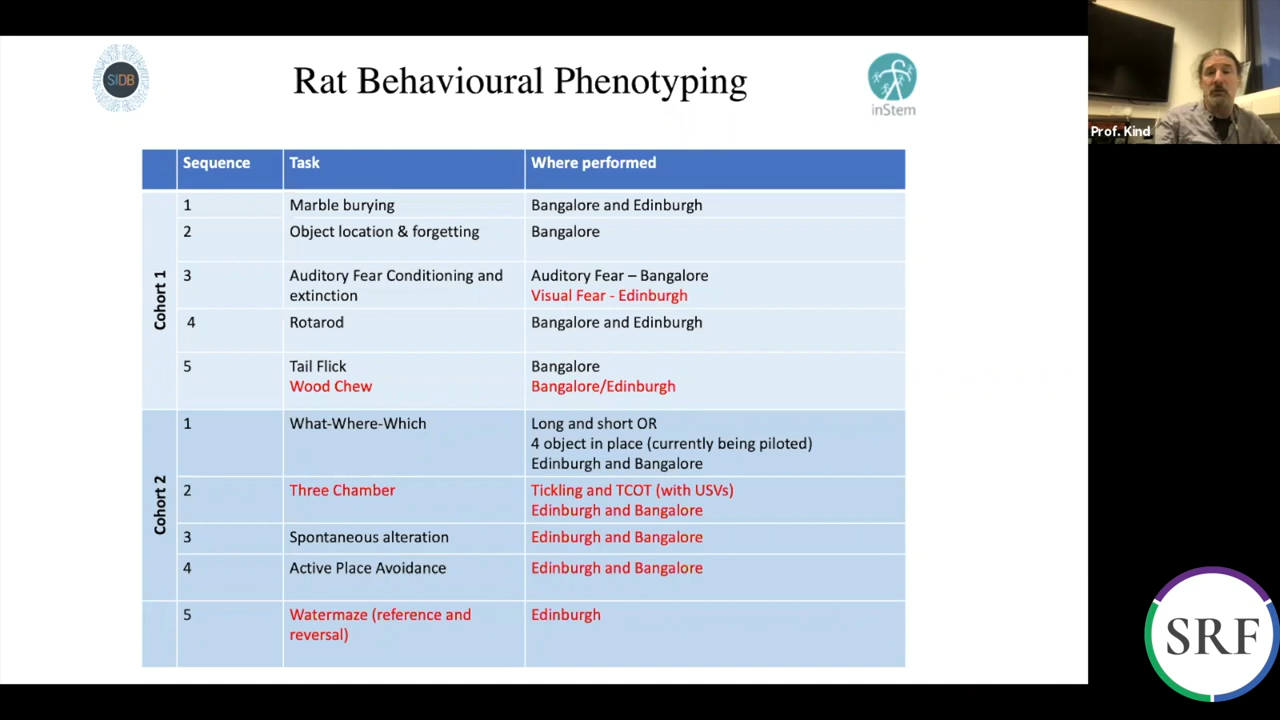 SIDB
Rat Behavioural Phenotyping
inStem
Prof. Kind
Sequence Task Where performed
Cohort 1
1 Marble burying Bangalore and Edinburgh
2 Object location & forgetting Bangalore
3 Auditory Fear Conditioning and Auditory Fear – Bangalore
extinction Visual Fear - Edinburgh
4 Rotarod Bangalore and Edinburgh
5 Tail Flick Bangalore
Wood Chew Bangalore/Edinburgh
Cohort 2
1 What-Where-Which Long and short OR
4 object in place (currently being piloted)
Edinburgh and Bangalore
2 Three Chamber Tickling and TCOT (with USVs)
Edinburgh and Bangalore
3 Spontaneous alteration Edinburgh and Bangalore
4 Active Place Avoidance Edinburgh and Bangalore
5 Watermaze (reference and Edinburgh
reversal)
SRF